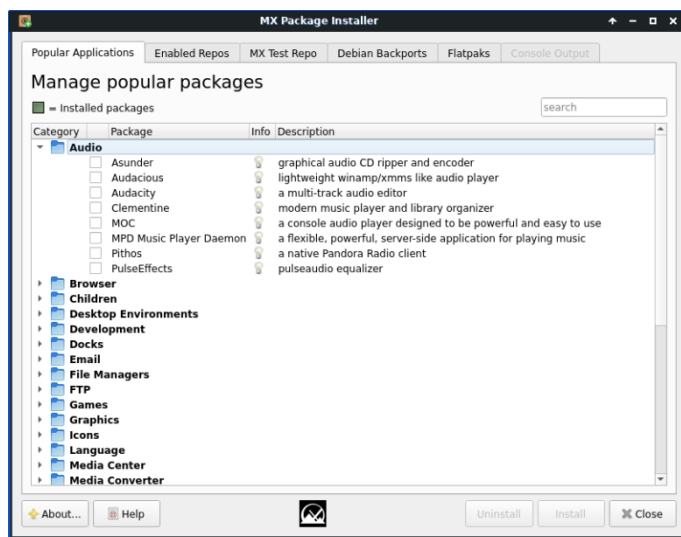 MX Package Installer
Popular Applications Enabled Repos MX Test Repo Debian Backports Flatpaks Console Output
Manage popular packages
= Installed packages
search
Category Package Info Description
Audio
Asunder graphical audio CD ripper and encoder
Audacious lightweight winamp/xmms like audio player
Audacity a multi-track audio editor
Clementine modern music player and library organizer
MOC a console audio player designed to be powerful and easy to use
MPD Music Player Daemon a flexible, powerful, server-side application for playing music
Pithos a native Pandora Radio client
PulseEffects pulseaudio equalizer
Browser
Children
Desktop Environments
Development
Docks
Email
File Managers
FTP
Games
Graphics
Icons
Language
Media Center
Media Converter
About... Help Uninstall Install Close